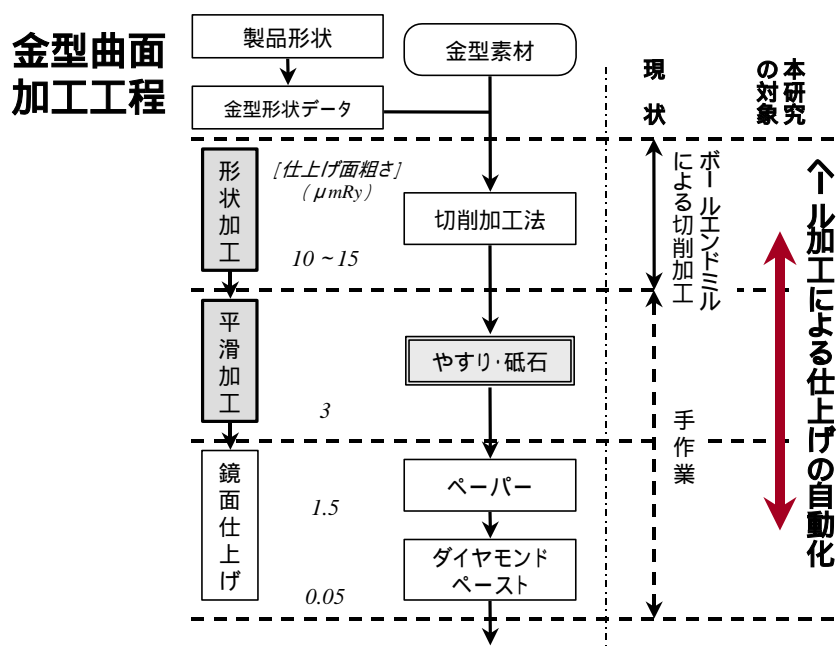 金型曲面
加工工程
製品形状
金型素材
金型形状データ
現状
本研究
の対象
形状加工
[仕上げ面粗さ]
(μmRy)
切削加工法
10~15
ボールエンドミル
による切削加工
ヘール加工による仕上げの自動化
平滑加工
やすり・砥石
3
手作業
鏡面仕上げ
ペーパー
1.5
ダイヤモンド
ペースト
0.05